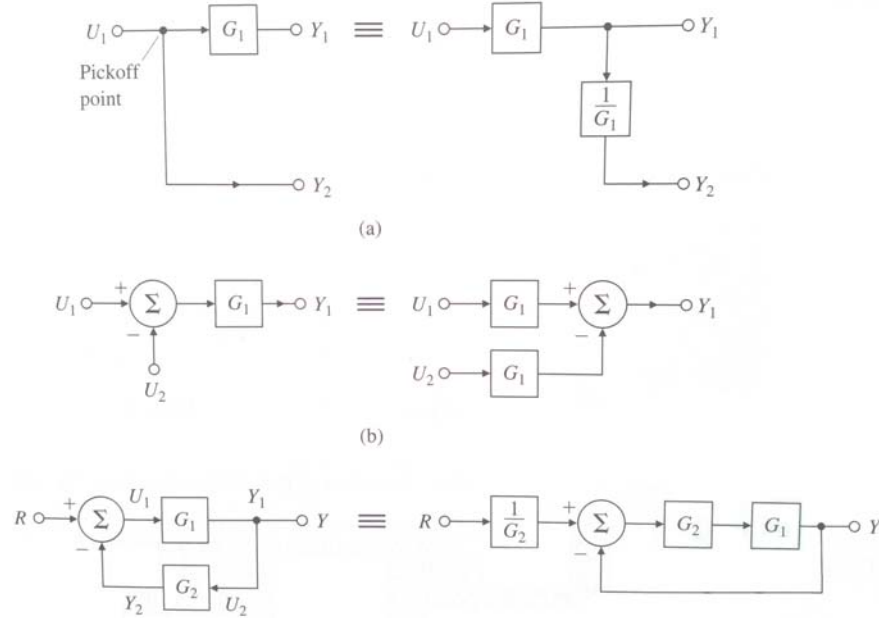 U₁ G₁ Y₁ ≡ U₁ G₁ Y₁
Pickoff
point
1
G₁
Y₂ Y₂
(a)
U₁ + Σ G₁ Y₁ ≡ U₁ G₁ + Σ Y₁
− −
U₂ U₂ G₁
(b)
U₁ Y₁
R + Σ G₁ Y ≡ R 1/G₂ + Σ G₂ G₁ Y
− −
G₂
Y₂ U₂